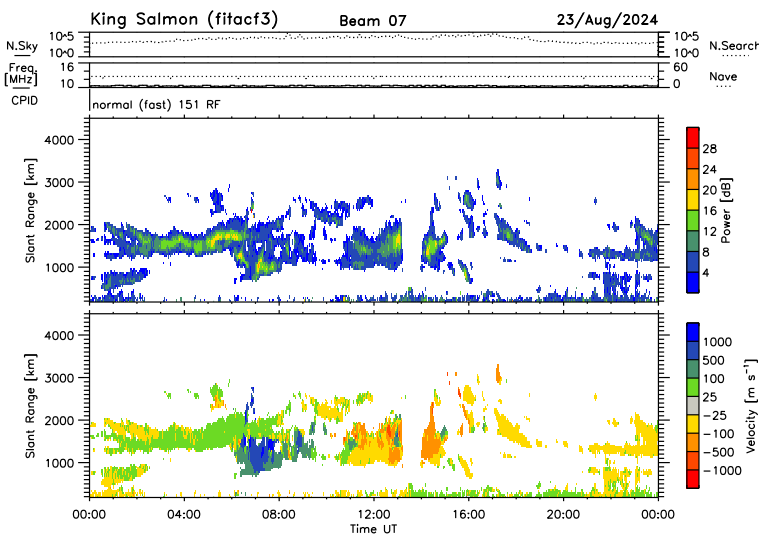 King Salmon (fitacf3) Beam 07 23/Aug/2024
N.Sky 10^5 10^0 10^5 10^0 N.Search
Freq. [MHz] 16 10 60 0 Nave
CPID normal (fast) 151 RF
Slant Range [km] 4000 3000 2000 1000
Power [dB] 28 24 20 16 12 8 4
Slant Range [km] 4000 3000 2000 1000
Velocity [m s⁻¹] 1000 500 100 25 −25 −100 −500 −1000
00:00 04:00 08:00 12:00 16:00 20:00 00:00
Time UT